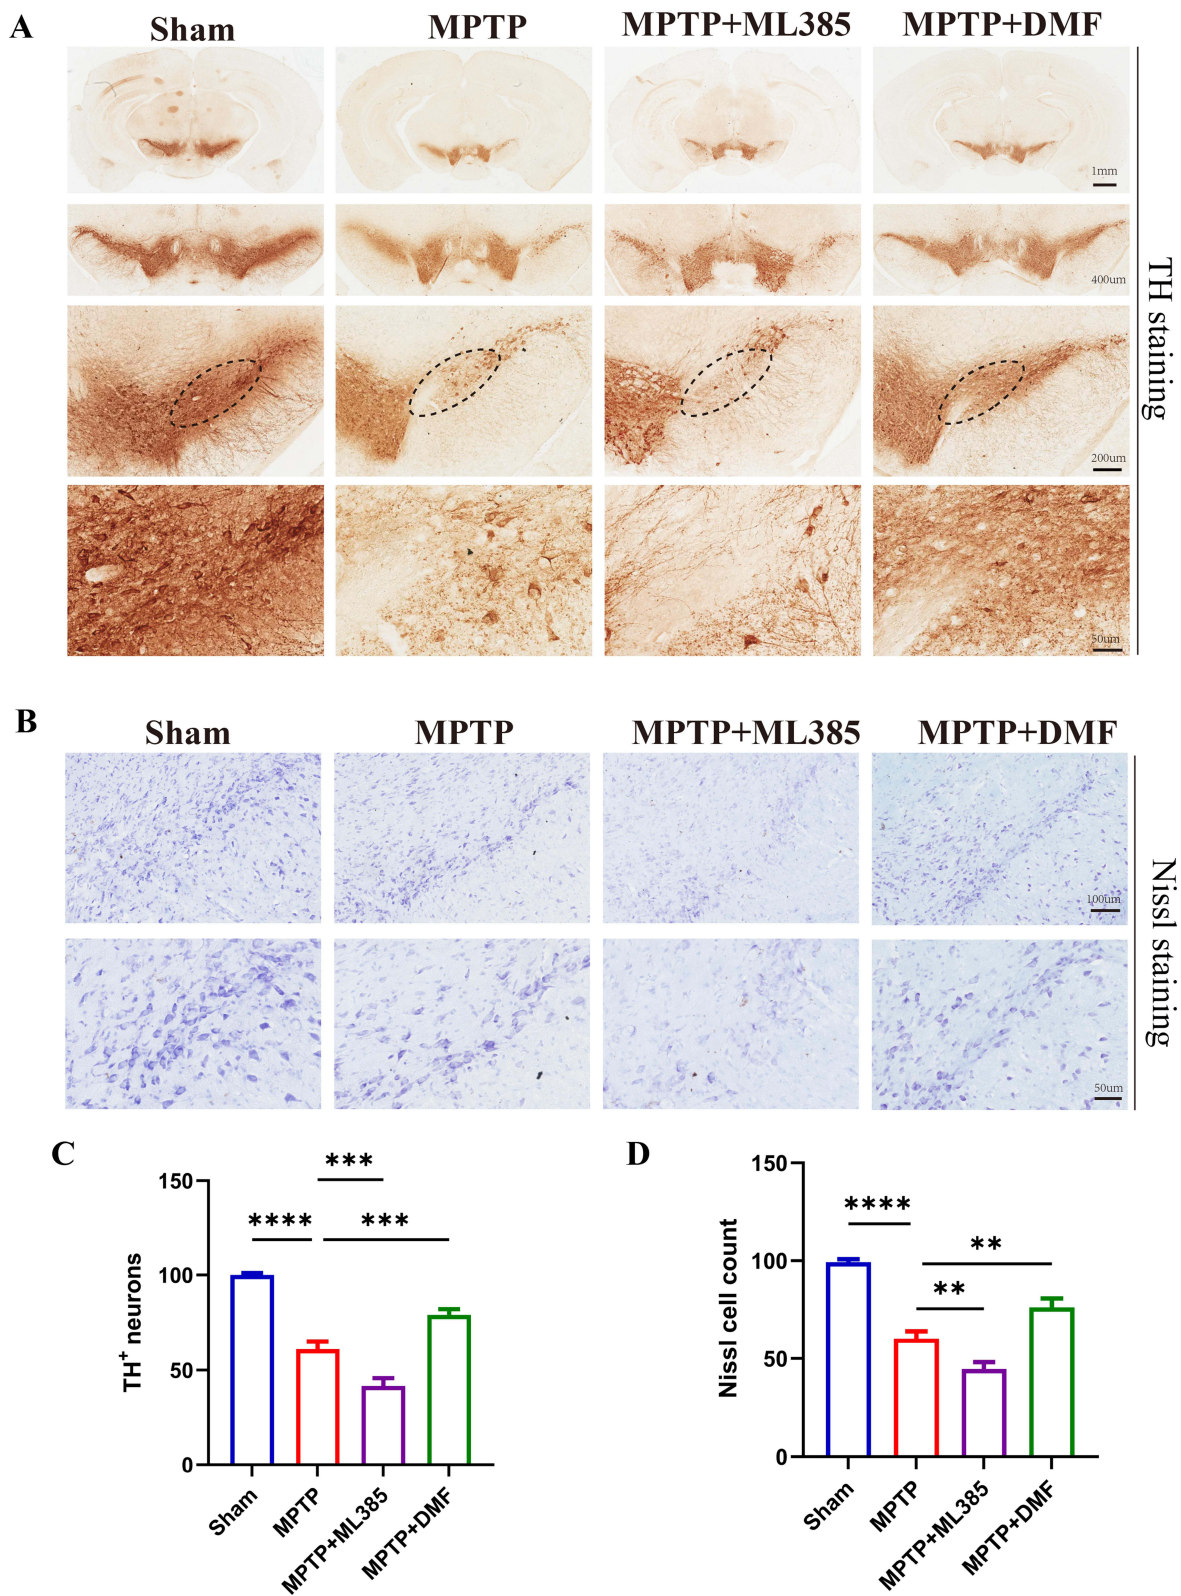 A
Sham MPTP MPTP+ML385 MPTP+DMF
1mm
400um
200um
50um
TH staining
B
Sham MPTP MPTP+ML385 MPTP+DMF
100um
50um
Nissl staining
C
***
**** ***
150
100
50
0
TH+ neurons
Sham
MPTP
MPTP+ML385
MPTP+DMF
D
****
**
**
150
100
50
0
Nissl cell count
Sham
MPTP
MPTP+ML385
MPTP+DMF